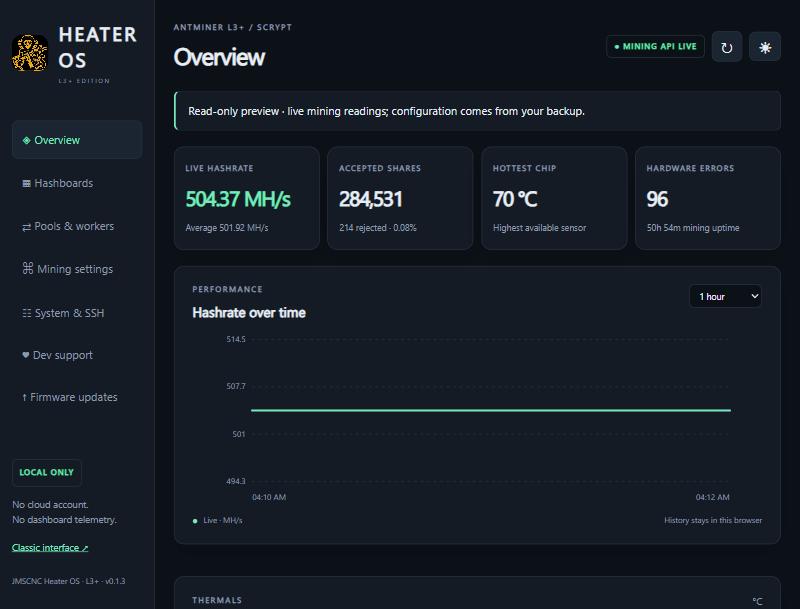 HEATER
OS
L3+ EDITION
◈ Overview
▦ Hashboards
⇄ Pools & workers
⌘ Mining settings
☷ System & SSH
♥ Dev support
↑ Firmware updates
LOCAL ONLY
No cloud account.
No dashboard telemetry.
Classic interface ↗
JMSCNC Heater OS · L3+ · v0.1.3
ANTMINER L3+ / SCRYPT
Overview
● MINING API LIVE
Read-only preview · live mining readings; configuration comes from your backup.
LIVE HASHRATE
504.37 MH/s
Average 501.92 MH/s
ACCEPTED SHARES
284,531
214 rejected · 0.08%
HOTTEST CHIP
70 °C
Highest available sensor
HARDWARE ERRORS
96
50h 54m mining uptime
PERFORMANCE
Hashrate over time
1 hour
514.5
507.7
501
494.3
04:10 AM 04:12 AM
● Live · MH/s
History stays in this browser
THERMALS
°C